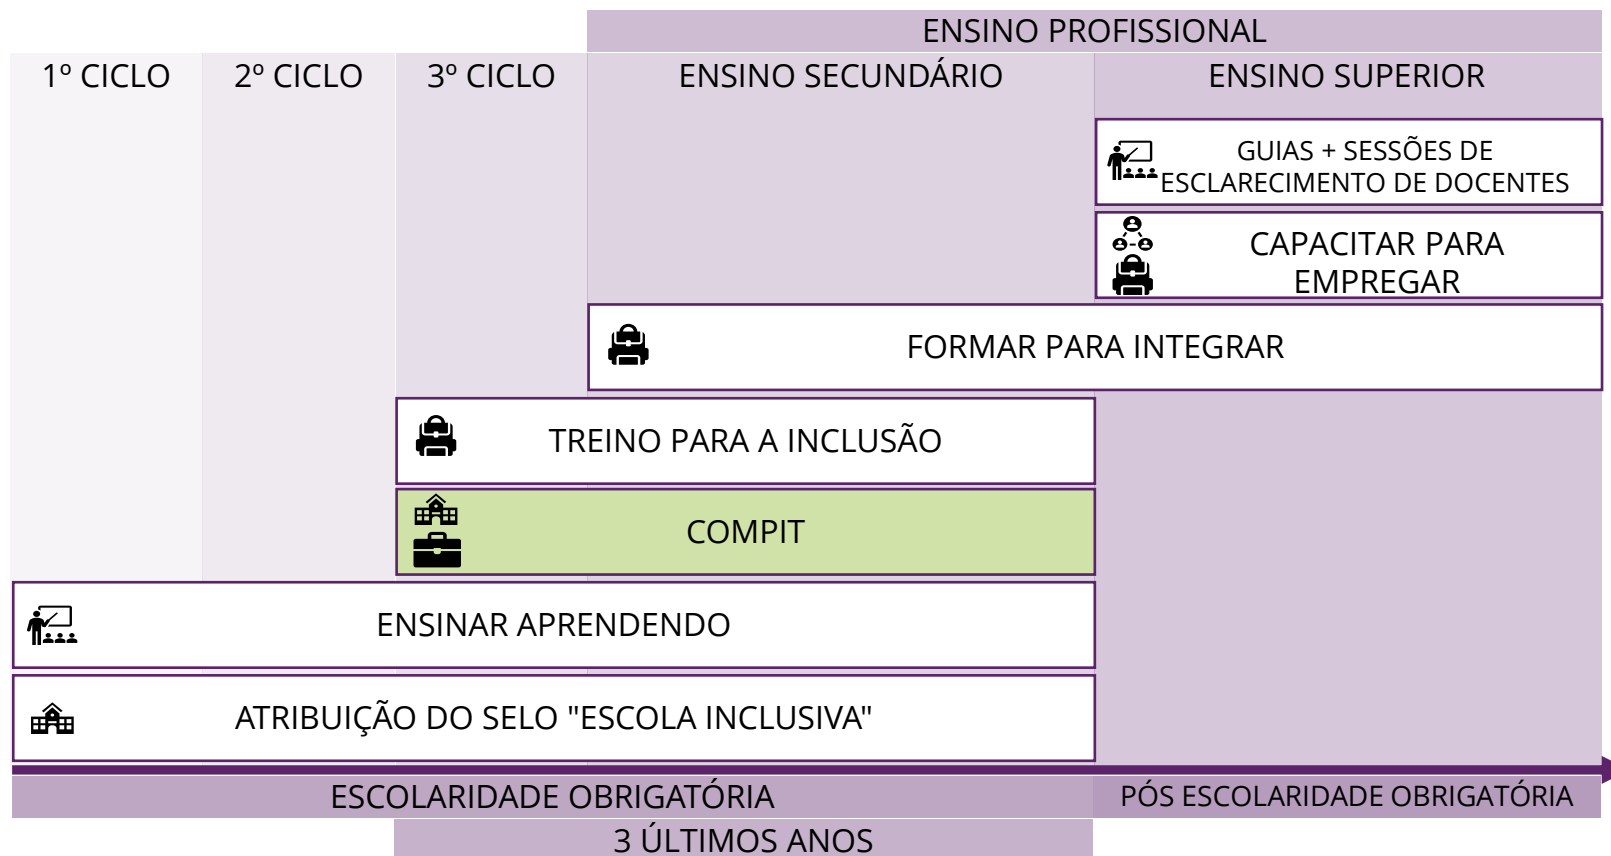 ENSINO PROFISSIONAL
1º CICLO
2º CICLO
3º CICLO
ENSINO SECUNDÁRIO
ENSINO SUPERIOR
GUIAS + SESSÕES DE
ESCLARECIMENTO DE DOCENTES
CAPACITAR PARA
EMPREGAR
FORMAR PARA INTEGRAR
TREINO PARA A INCLUSÃO
COMPIT
ENSINAR APRENDENDO
ATRIBUIÇÃO DO SELO "ESCOLA INCLUSIVA"
ESCOLARIDADE OBRIGATÓRIA
PÓS ESCOLARIDADE OBRIGATÓRIA
3 ÚLTIMOS ANOS